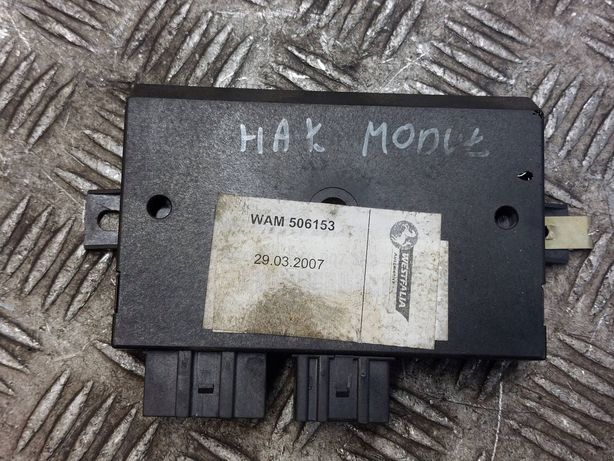 HAK MODUŁ
WAM 506153
29.03.2007
WESTFALIA